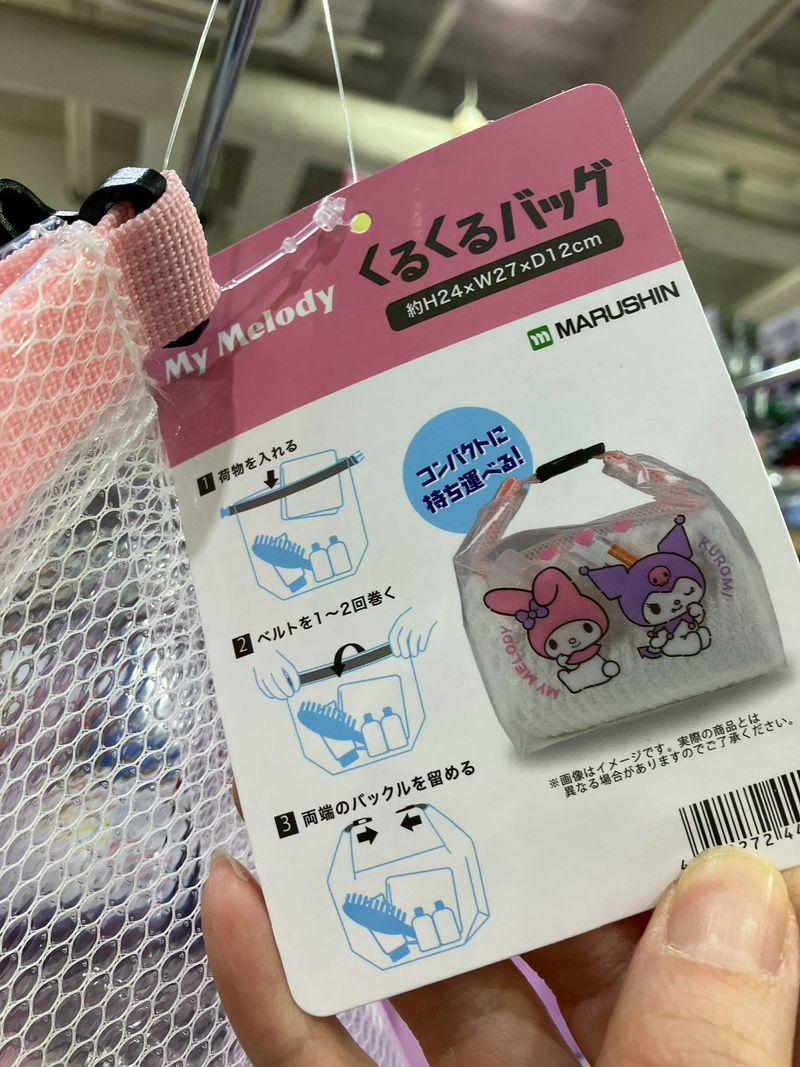 くるくるバッグ
約H24×W27×D12cm
My Melody
MARUSHIN
1 荷物を入れる
コンパクトに
持ち運べる!
KUROMI
MY MELODY
2 ベルトを1〜2回巻く
※画像はイメージです。実際の商品とは
異なる場合がありますのでご了承ください。
3 両端のバックルを留める